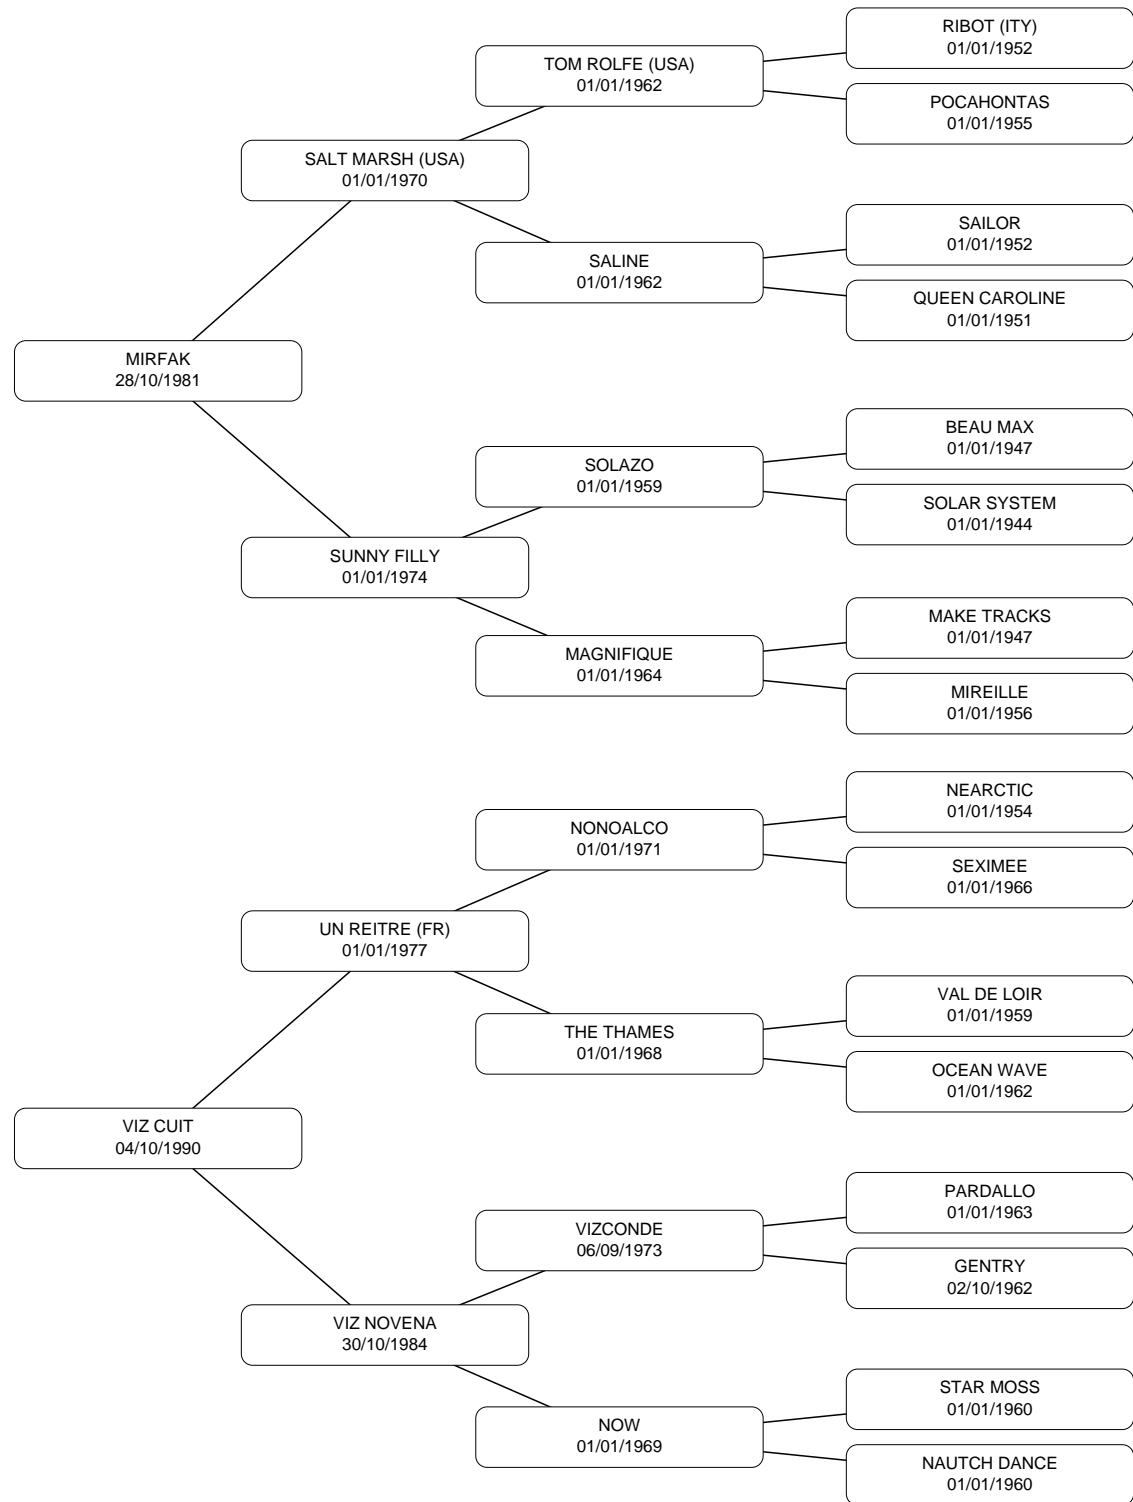 RIBOT (ITY)
01/01/1952
TOM ROLFE (USA)
01/01/1962
POCAHONTAS
01/01/1955
SALT MARSH (USA)
01/01/1970
SAILOR
01/01/1952
SALINE
01/01/1962
QUEEN CAROLINE
01/01/1951
MIRFAK
28/10/1981
BEAU MAX
01/01/1947
SOLAZO
01/01/1959
SOLAR SYSTEM
01/01/1944
SUNNY FILLY
01/01/1974
MAKE TRACKS
01/01/1947
MAGNIFIQUE
01/01/1964
MIREILLE
01/01/1956
NEARCTIC
01/01/1954
NONOALCO
01/01/1971
SEXIMEE
01/01/1966
UN REITRE (FR)
01/01/1977
VAL DE LOIR
01/01/1959
THE THAMES
01/01/1968
OCEAN WAVE
01/01/1962
VIZ CUIT
04/10/1990
PARDALLO
01/01/1963
VIZCONDE
06/09/1973
GENTRY
02/10/1962
VIZ NOVENA
30/10/1984
STAR MOSS
01/01/1960
NOW
01/01/1969
NAUTCH DANCE
01/01/1960